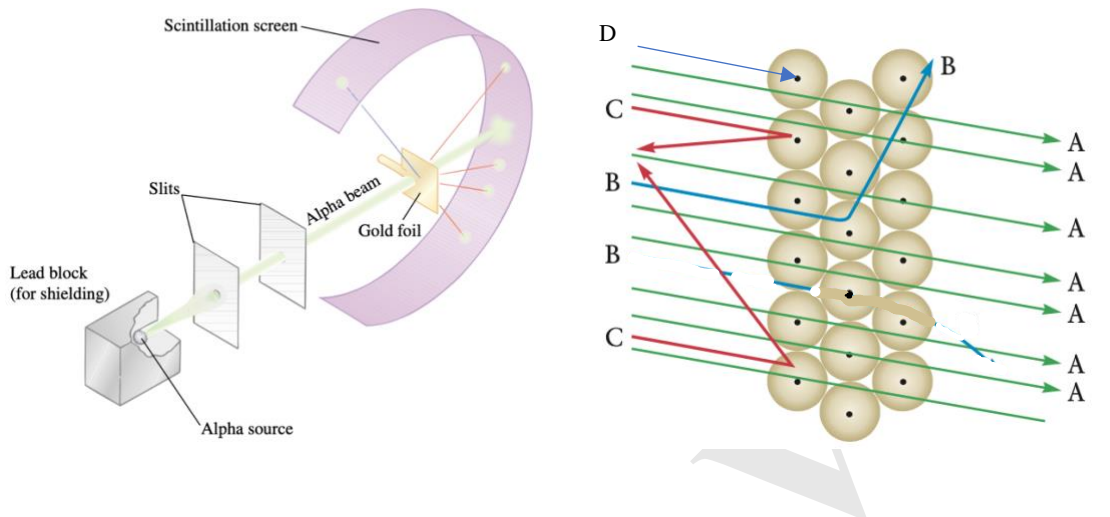 Scintillation screen
Slits
Alpha beam
Gold foil
Lead block
(for shielding)
Alpha source
D
C
B
B
C
B
A
A
A
A
A
A
A